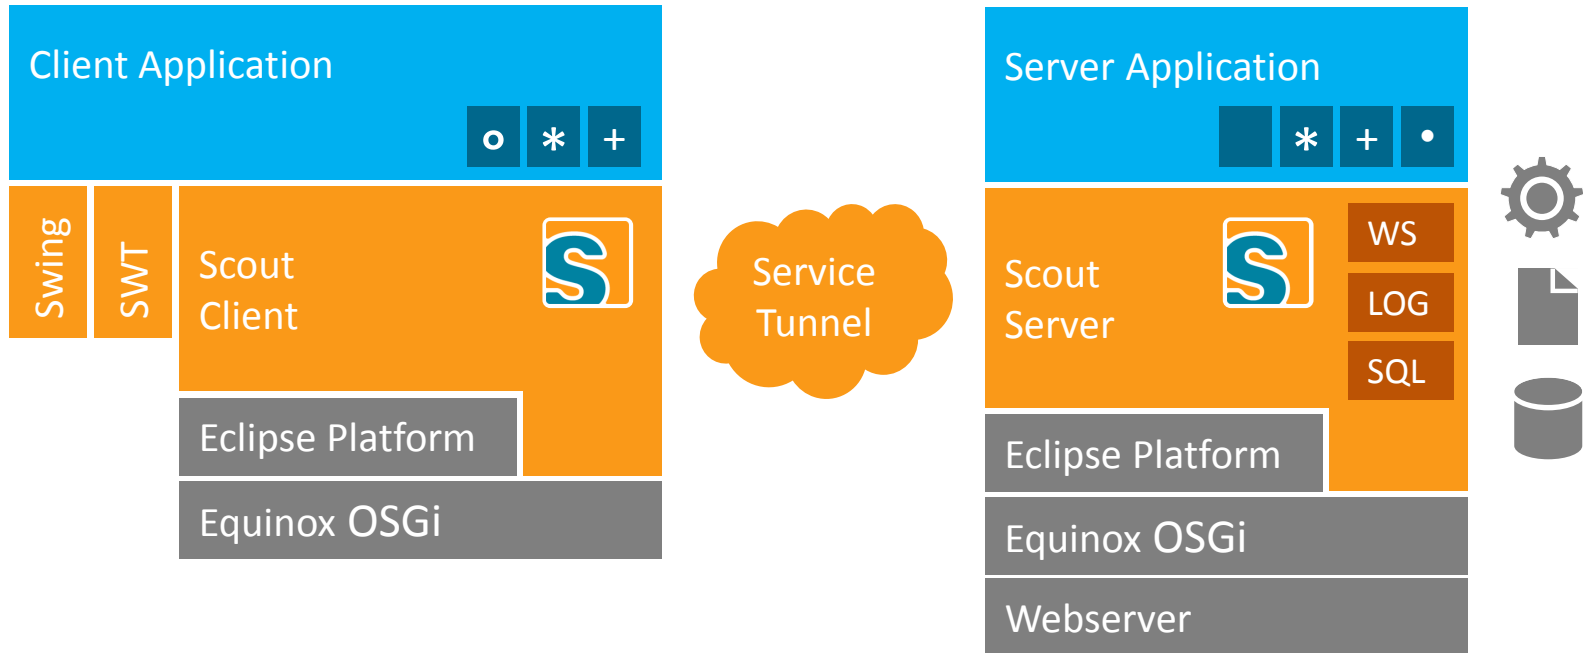 Client Application
o * +
Swing
SWT
Scout
Client
Eclipse Platform
Equinox OSGi
Service
Tunnel
Server Application
* + •
Scout
Server
WS
LOG
SQL
Eclipse Platform
Equinox OSGi
Webserver